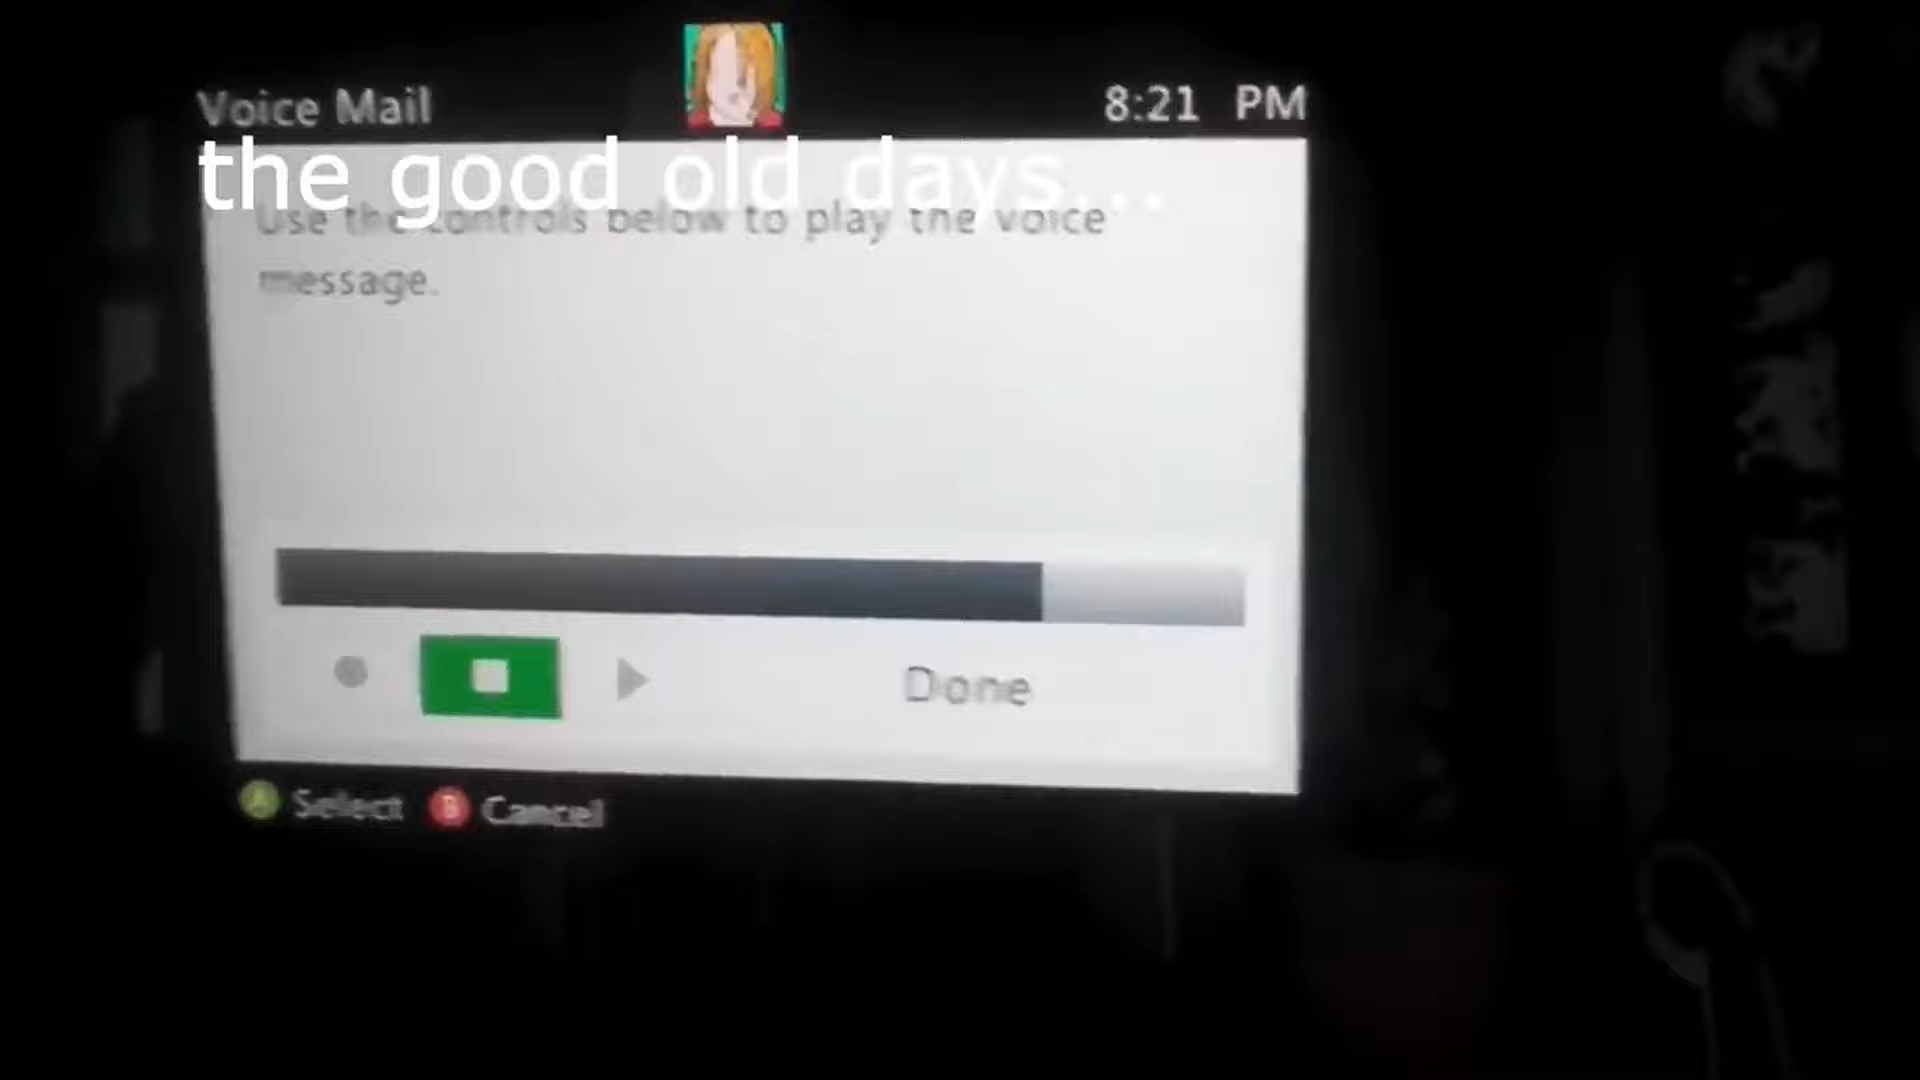 Voice Mail
8:21 PM
the good old days...
Use the controls below to play the voice
message.
Done
A Select B Cancel